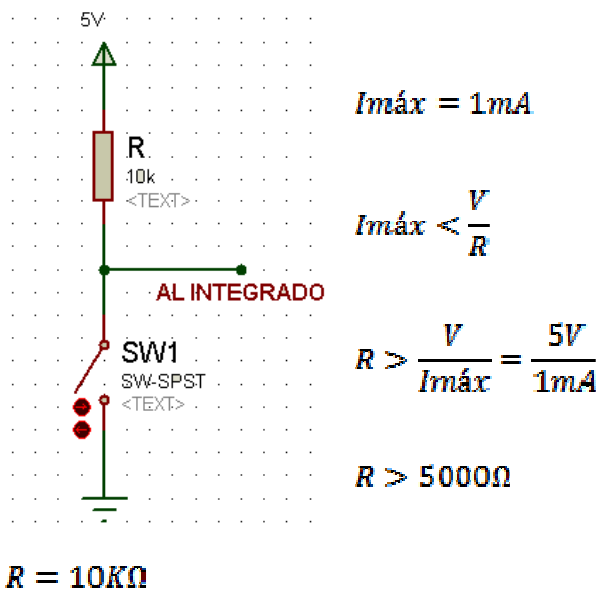 5V
R
10k
<TEXT>
AL INTEGRADO
SW1
SW-SPST
<TEXT>
Imáx = 1mA
Imáx < V/R
R > V/Imáx = 5V/1mA
R > 5000Ω
R = 10KΩ